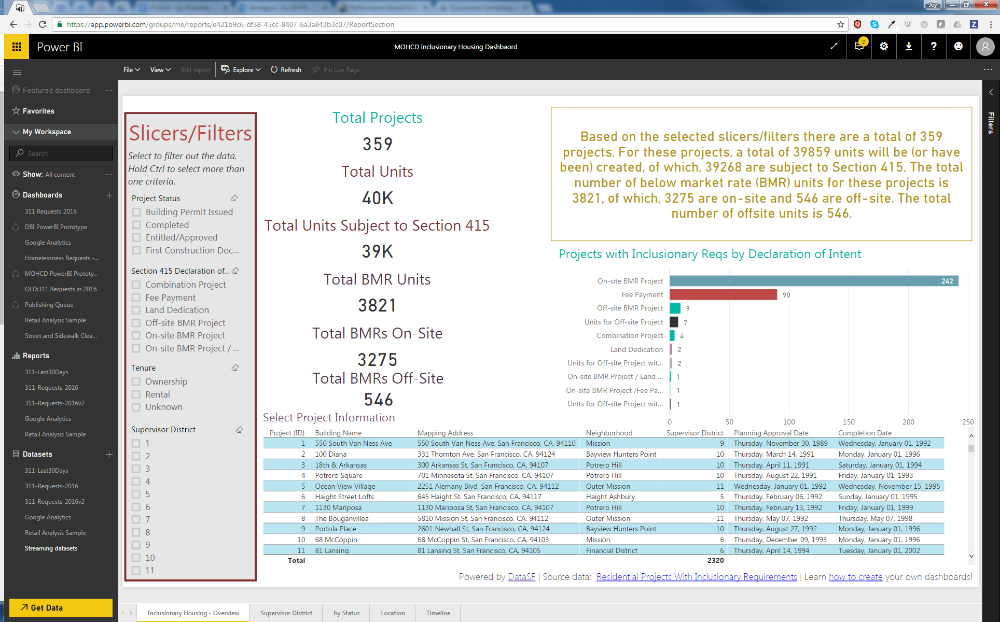 Joy
https://app.powerbi.com/groups/me/reports/e421b9c6-df38-45cc-8407-6a3a843b3c07/ReportSection
Power BI
MOHCD Inclusionary Housing Dashbaord
2
File View Edit report Explore Refresh Pin Live Page
Featured dashboard
Favorites
My Workspace
Search
Show: All content
Dashboards
311 Requests 2016
DBI PowerBI Prototype
Google Analytics
Homelessness Requests -...
MOHCD PowerBI Prototy...
OLD:311 Requests in 2016
Publishing Queue
Retail Analysis Sample
Street and Sidewalk Clea...
Reports
311-Last30Days
311-Requests-2016
311-Requests-2016v2
Google Analytics
Retail Analysis Sample
Datasets
311-Last30Days
311-Requests-2016
311-Requests-2016v2
Google Analytics
Retail Analysis Sample
Streaming datasets
Get Data
Slicers/Filters
Select to filter out the data.
Hold Ctrl to select more than
one criteria.
Project Status
Building Permit Issued
Completed
Entitled/Approved
First Construction Doc...
Section 415 Declaration of...
Combination Project
Fee Payment
Land Dedication
Off-site BMR Project
On-site BMR Project
On-site BMR Project / ...
Tenure
Ownership
Rental
Unknown
Supervisor District
1
2
3
4
5
6
7
8
9
10
11
Total Projects
359
Total Units
40K
Total Units Subject to Section 415
39K
Total BMR Units
3821
Total BMRs On-Site
3275
Total BMRs Off-Site
546
Based on the selected slicers/filters there are a total of 359
projects. For these projects, a total of 39859 units will be (or have
been) created, of which, 39268 are subject to Section 415. The total
number of below market rate (BMR) units for these projects is
3821, of which, 3275 are on-site and 546 are off-site. The total
number of offsite units is 546.
Projects with Inclusionary Reqs by Declaration of Intent
On-site BMR Project 242
Fee Payment 90
Off-site BMR Project 9
Units for Off-site Project 7
Combination Project 4
Land Dedication 2
Units for Off-site Project wit... 2
On-site BMR Project / Land ... 1
On-site BMR Project /Fee Pa... 1
Units for Off-site Project wit... 1
0 50 100 150 200 250
Select Project Information
Project (ID) Building Name Mapping Address Neighborhood Supervisor District Planning Approval Date Completion Date
1 550 South Van Ness Ave 550 South Van Ness Ave, San Francisco, CA, 94110 Mission 9 Thursday, November 30, 1989 Wednesday, January 01, 1992
2 100 Diana 331 Thornton Ave, San Francisco, CA, 94124 Bayview Hunters Point 10 Thursday, March 14, 1991 Monday, January 01, 1996
3 18th & Arkansas 300 Arkansas St, San Francisco, CA, 94107 Potrero Hill 10 Thursday, April 11, 1991 Saturday, January 01, 1994
4 Potrero Square 701 Minnesota St, San Francisco, CA, 94107 Potrero Hill 10 Thursday, August 22, 1991 Friday, January 01, 1993
5 Ocean View Village 2251 Alemany Blvd, San Francisco, CA, 94112 Outer Mission 11 Wednesday, January 01, 1992 Wednesday, November 15, 1995
6 Haight Street Lofts 645 Haight St, San Francisco, CA, 94117 Haight Ashbury 5 Thursday, February 06, 1992 Sunday, January 01, 1995
7 1130 Mariposa 1130 Mariposa St, San Francisco, CA, 94107 Potrero Hill 10 Thursday, February 13, 1992 Friday, January 01, 1999
8 The Bouganvillea 5810 Mission St, San Francisco, CA, 94112 Outer Mission 11 Thursday, May 07, 1992 Thursday, May 07, 1998
9 Portola Place 2601 Newhall St, San Francisco, CA, 94124 Bayview Hunters Point 10 Thursday, August 27, 1992 Monday, January 01, 1996
10 68 McCoppin 68 McCoppin St, San Francisco, CA, 94103 Mission 6 Thursday, December 09, 1993 Monday, January 01, 1996
11 81 Lansing 81 Lansing St, San Francisco, CA, 94105 Financial District 6 Thursday, April 14, 1994 Tuesday, January 01, 2002
Total 2320
Powered by DataSF | Source data: Residential Projects With Inclusionary Requirements | Learn how to create your own dashboards!
Filters
Inclusionary Housing - Overview Supervisor District by Status Location Timeline